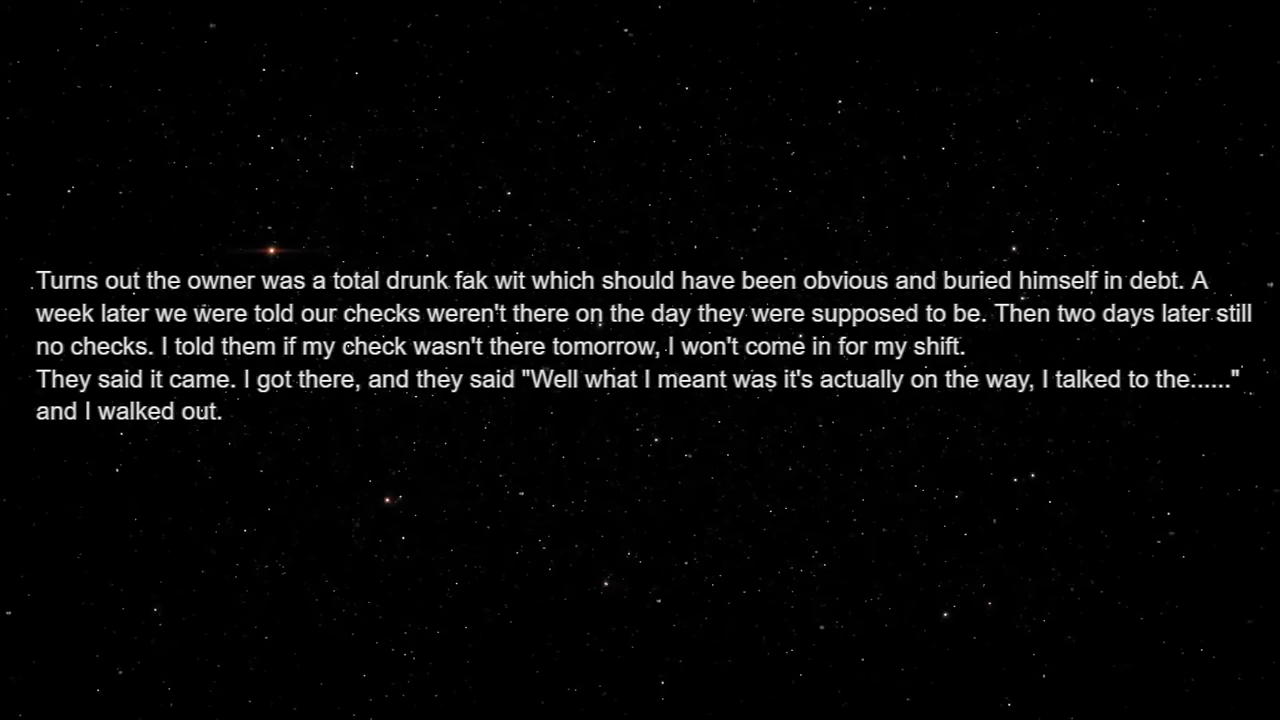 Turns out the owner was a total drunk fak wit which should have been obvious and buried himself in debt. A
week later we were told our checks weren't there on the day they were supposed to be. Then two days later still
no checks. I told them if my check wasn't there tomorrow, I won't come in for my shift.
They said it came. I got there, and they said "Well what I meant was it's actually on the way, I talked to the......"
and I walked out.